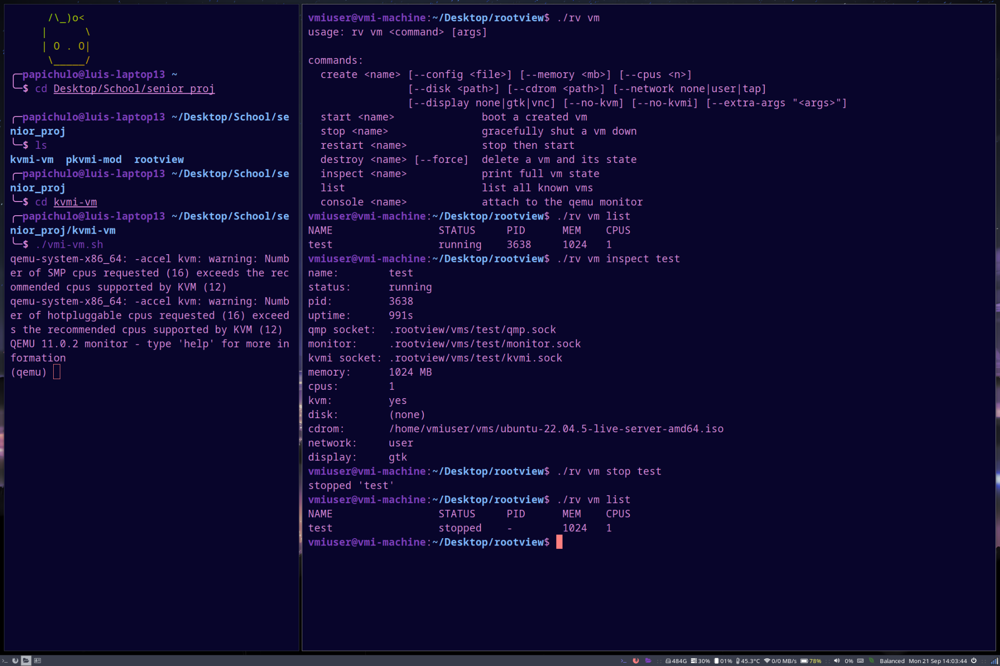 /\_)o<
|      \
| O . O|
\_____/
╭─papichulo@luis-laptop13 ~
╰─$ cd Desktop/School/senior_proj
╭─papichulo@luis-laptop13 ~/Desktop/School/se
nior_proj
╰─$ ls
kvmi-vm  pkvmi-mod  rootview
╭─papichulo@luis-laptop13 ~/Desktop/School/se
nior_proj
╰─$ cd kvmi-vm
╭─papichulo@luis-laptop13 ~/Desktop/School/se
nior_proj/kvmi-vm
╰─$ ./vmi-vm.sh
qemu-system-x86_64: -accel kvm: warning: Numb
er of SMP cpus requested (16) exceeds the rec
ommended cpus supported by KVM (12)
qemu-system-x86_64: -accel kvm: warning: Numb
er of hotpluggable cpus requested (16) exceed
s the recommended cpus supported by KVM (12)
QEMU 11.0.2 monitor - type 'help' for more in
formation
(qemu)
vmiuser@vmi-machine:~/Desktop/rootview$ ./rv vm
usage: rv vm <command> [args]
commands:
  create <name> [--config <file>] [--memory <mb>] [--cpus <n>]
                [--disk <path>] [--cdrom <path>] [--network none|user|tap]
                [--display none|gtk|vnc] [--no-kvm] [--no-kvmi] [--extra-args "<args>"]
  start <name>              boot a created vm
  stop <name>               gracefully shut a vm down
  restart <name>            stop then start
  destroy <name> [--force]  delete a vm and its state
  inspect <name>            print full vm state
  list                      list all known vms
  console <name>            attach to the qemu monitor
vmiuser@vmi-machine:~/Desktop/rootview$ ./rv vm list
NAME                 STATUS     PID      MEM    CPUS
test                 running    3638     1024   1
vmiuser@vmi-machine:~/Desktop/rootview$ ./rv vm inspect test
name:        test
status:      running
pid:         3638
uptime:      991s
qmp socket:  .rootview/vms/test/qmp.sock
monitor:     .rootview/vms/test/monitor.sock
kvmi socket: .rootview/vms/test/kvmi.sock
memory:      1024 MB
cpus:        1
kvm:         yes
disk:        (none)
cdrom:       /home/vmiuser/vms/ubuntu-22.04.5-live-server-amd64.iso
network:     user
display:     gtk
vmiuser@vmi-machine:~/Desktop/rootview$ ./rv vm stop test
stopped 'test'
vmiuser@vmi-machine:~/Desktop/rootview$ ./rv vm list
NAME                 STATUS     PID      MEM    CPUS
test                 stopped    -        1024   1
vmiuser@vmi-machine:~/Desktop/rootview$
484G 30% 01% 45.3°C 0/0 MB/s 78% 0% Balanced Mon 21 Sep 14:03:44